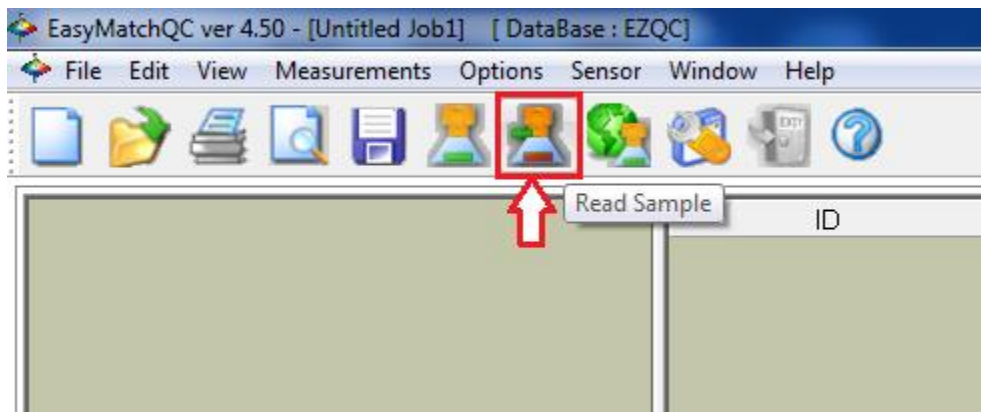 EasyMatchQC ver 4.50 - [Untitled Job1] [ DataBase : EZQC]
File Edit View Measurements Options Sensor Window Help
EXIT
Read Sample
ID